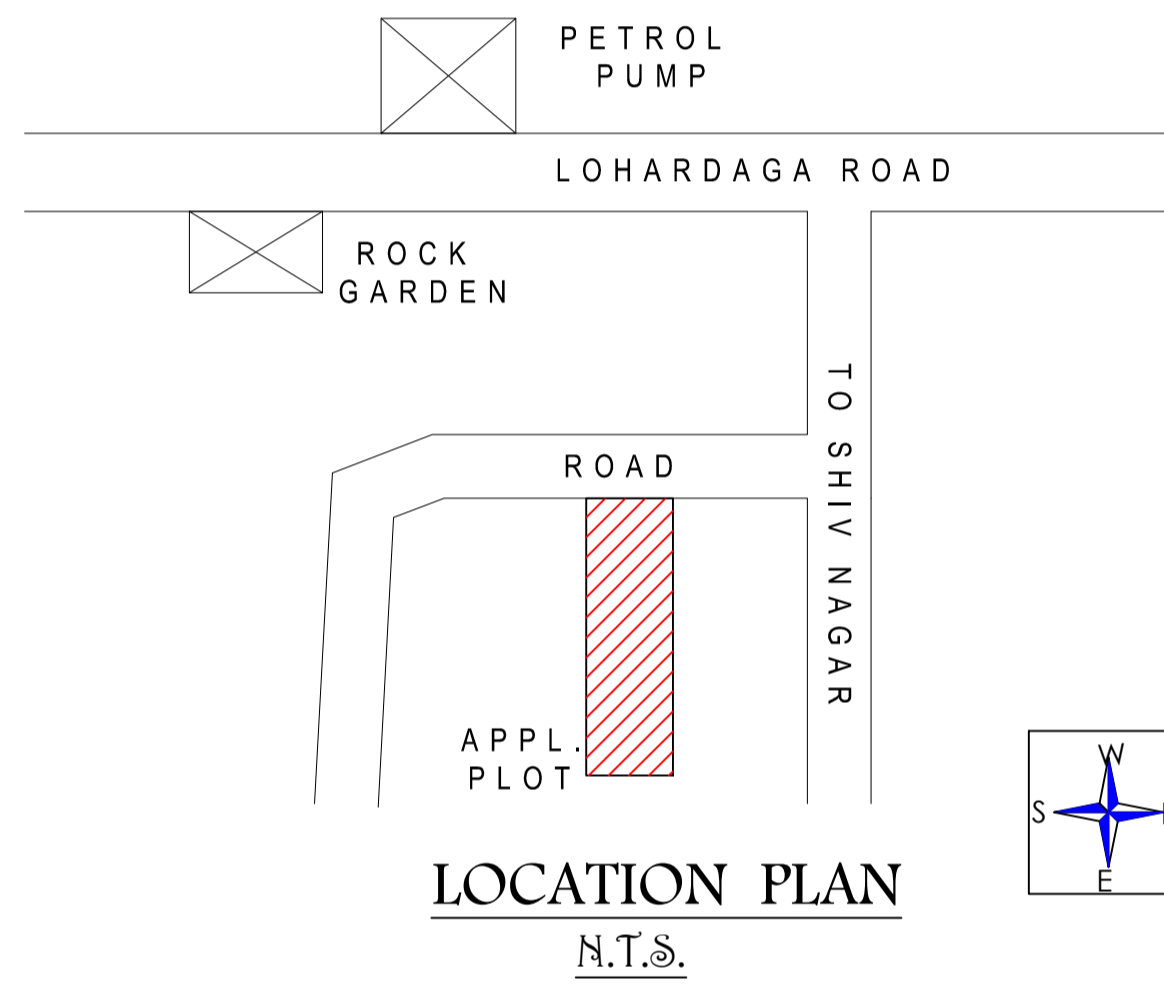 PETROL
PUMP
LOHARDAGA ROAD
ROCK
GARDEN
TO SHIV NAGAR
ROAD
APPL.
PLOT
W
S
E
LOCATION PLAN
N.T.S.